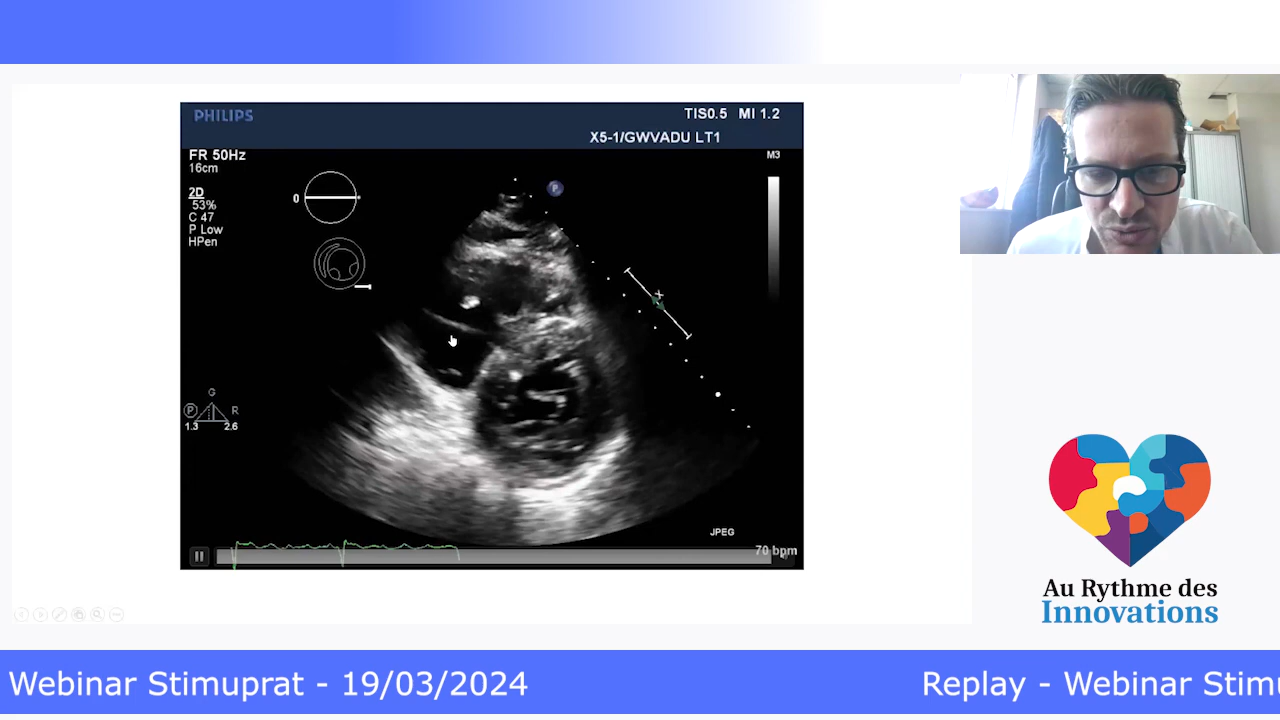 PHILIPS
TIS0.5 MI 1.2
X5-1/GWVADU LT1
FR 50Hz
16cm
M3
2D
53%
C 47
P Low
HPen
0
P
G
P R
1.3 2.6
JPEG
70 bpm
Au Rythme des
Innovations
Webinar Stimuprat - 19/03/2024
Replay - Webinar Stimu